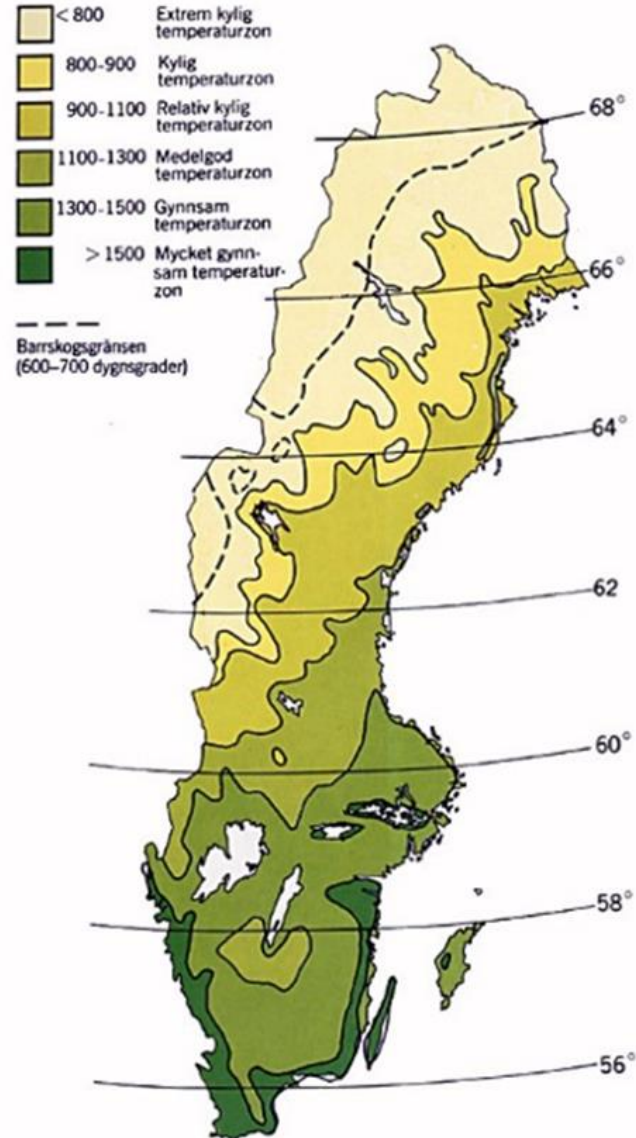 < 800 Extrem kylig
temperaturzon
800-900 Kylig
temperaturzon
900-1100 Relativ kylig
temperaturzon
1100-1300 Medelgod
temperaturzon
1300-1500 Gynnsam
temperaturzon
> 1500 Mycket gynn-
sam temperatur-
zon
Barrskogsgränsen
(600–700 dygnsgrader)
68°
66°
64°
62
60°
58°
56°